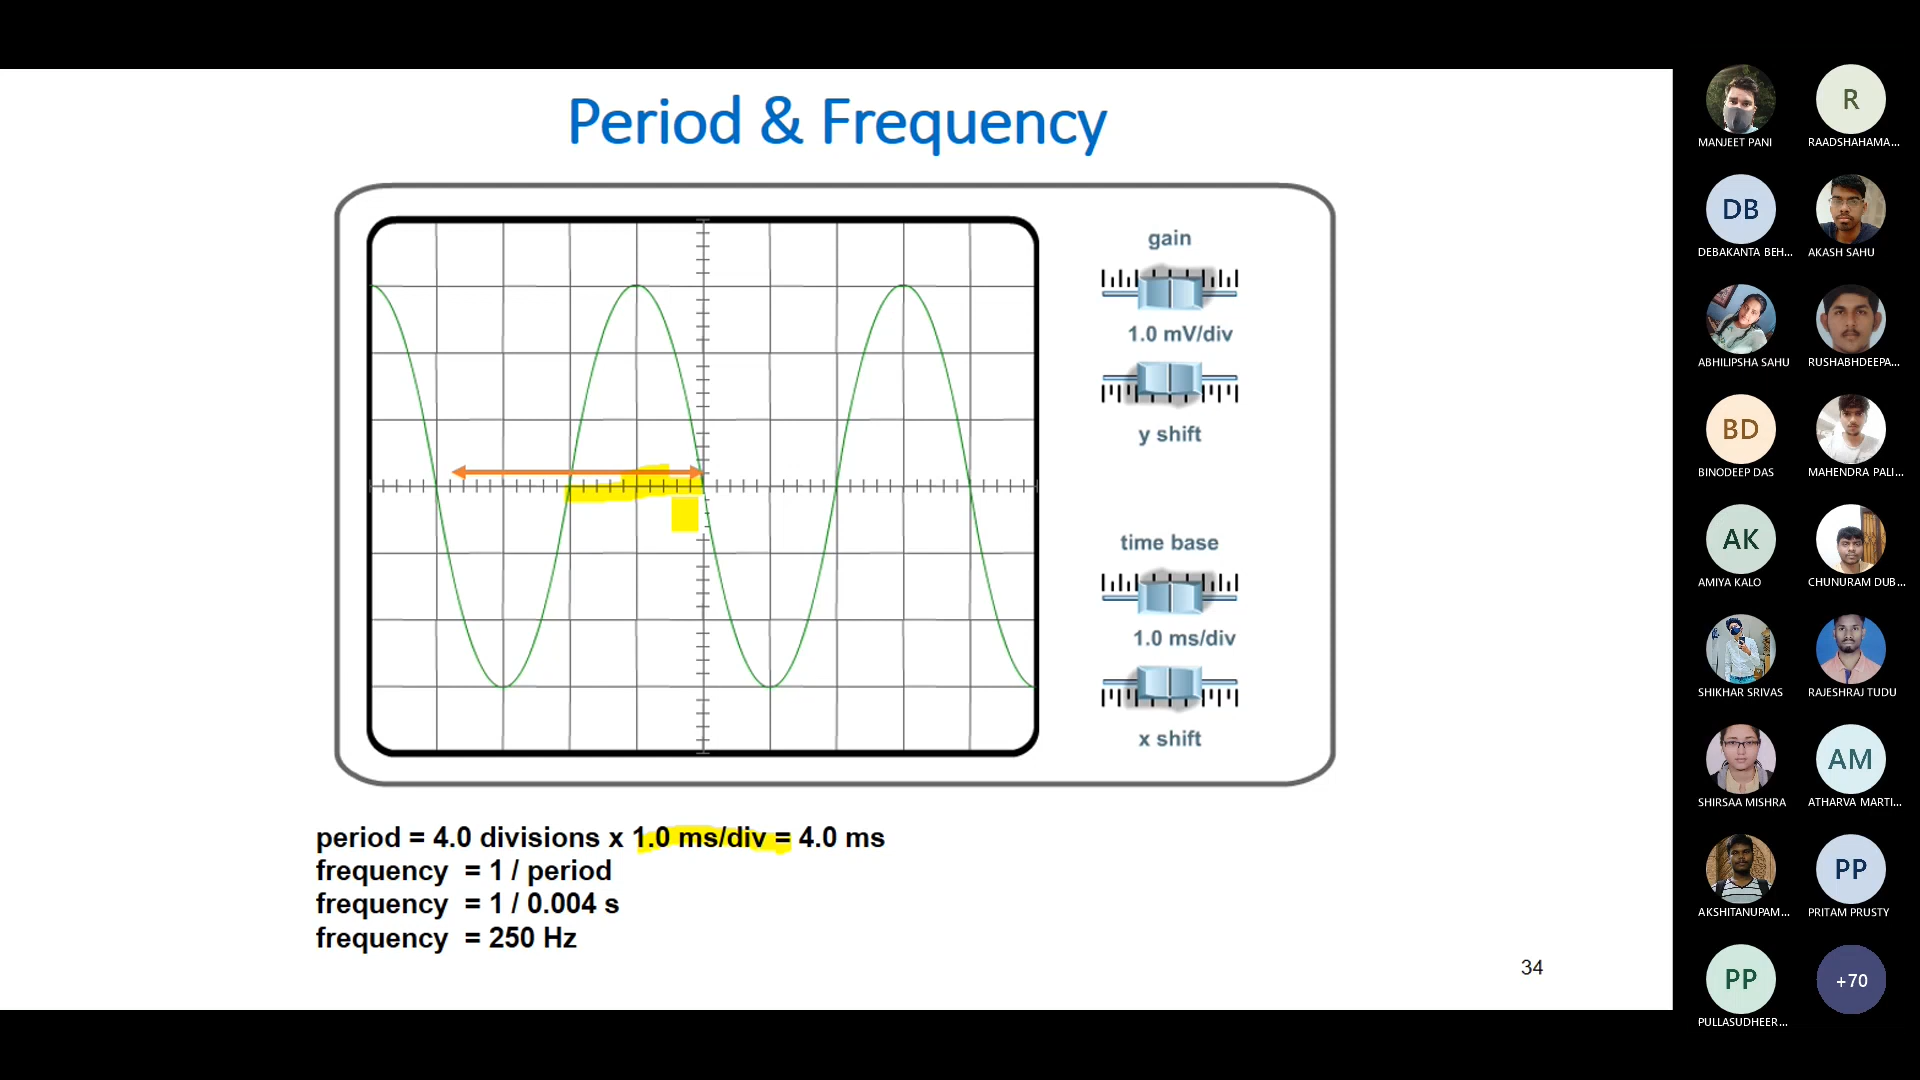 Period & Frequency
gain
1.0 mV/div
y shift
time base
1.0 ms/div
x shift
period = 4.0 divisions x 1.0 ms/div = 4.0 ms
frequency = 1 / period
frequency = 1 / 0.004 s
frequency = 250 Hz
34
R
MANJEET PANI
RAADSHAHAMA...
DB
DEBAKANTA BEH...
AKASH SAHU
ABHILIPSHA SAHU
RUSHABHDEEPA...
BD
BINODEEP DAS
MAHENDRA PALI...
AK
AMIYA KALO
CHUNURAM DUB...
SHIKHAR SRIVAS
RAJESHRAJ TUDU
AM
SHIRSAA MISHRA
ATHARVA MARTI...
PP
AKSHITANUPAM...
PRITAM PRUSTY
PP
+70
PULLASUDHEER...